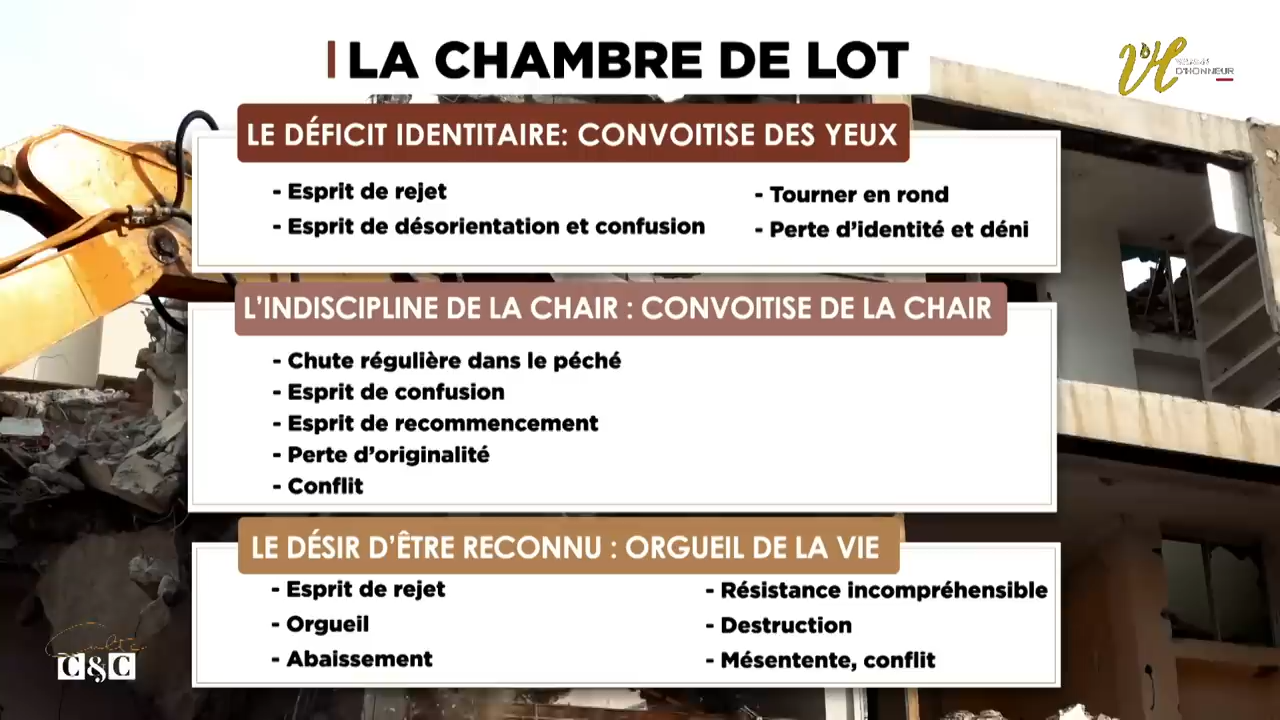 LA CHAMBRE DE LOT
VH
D'HONNEUR
LE DÉFICIT IDENTITAIRE: CONVOITISE DES YEUX
- Esprit de rejet
- Esprit de désorientation et confusion
- Tourner en rond
- Perte d'identité et déni
L'INDISCIPLINE DE LA CHAIR : CONVOITISE DE LA CHAIR
- Chute régulière dans le péché
- Esprit de confusion
- Esprit de recommencement
- Perte d'originalité
- Conflit
LE DÉSIR D'ÊTRE RECONNU : ORGUEIL DE LA VIE
- Esprit de rejet
- Orgueil
- Abaissement
- Résistance incompréhensible
- Destruction
- Mésentente, conflit
C&C